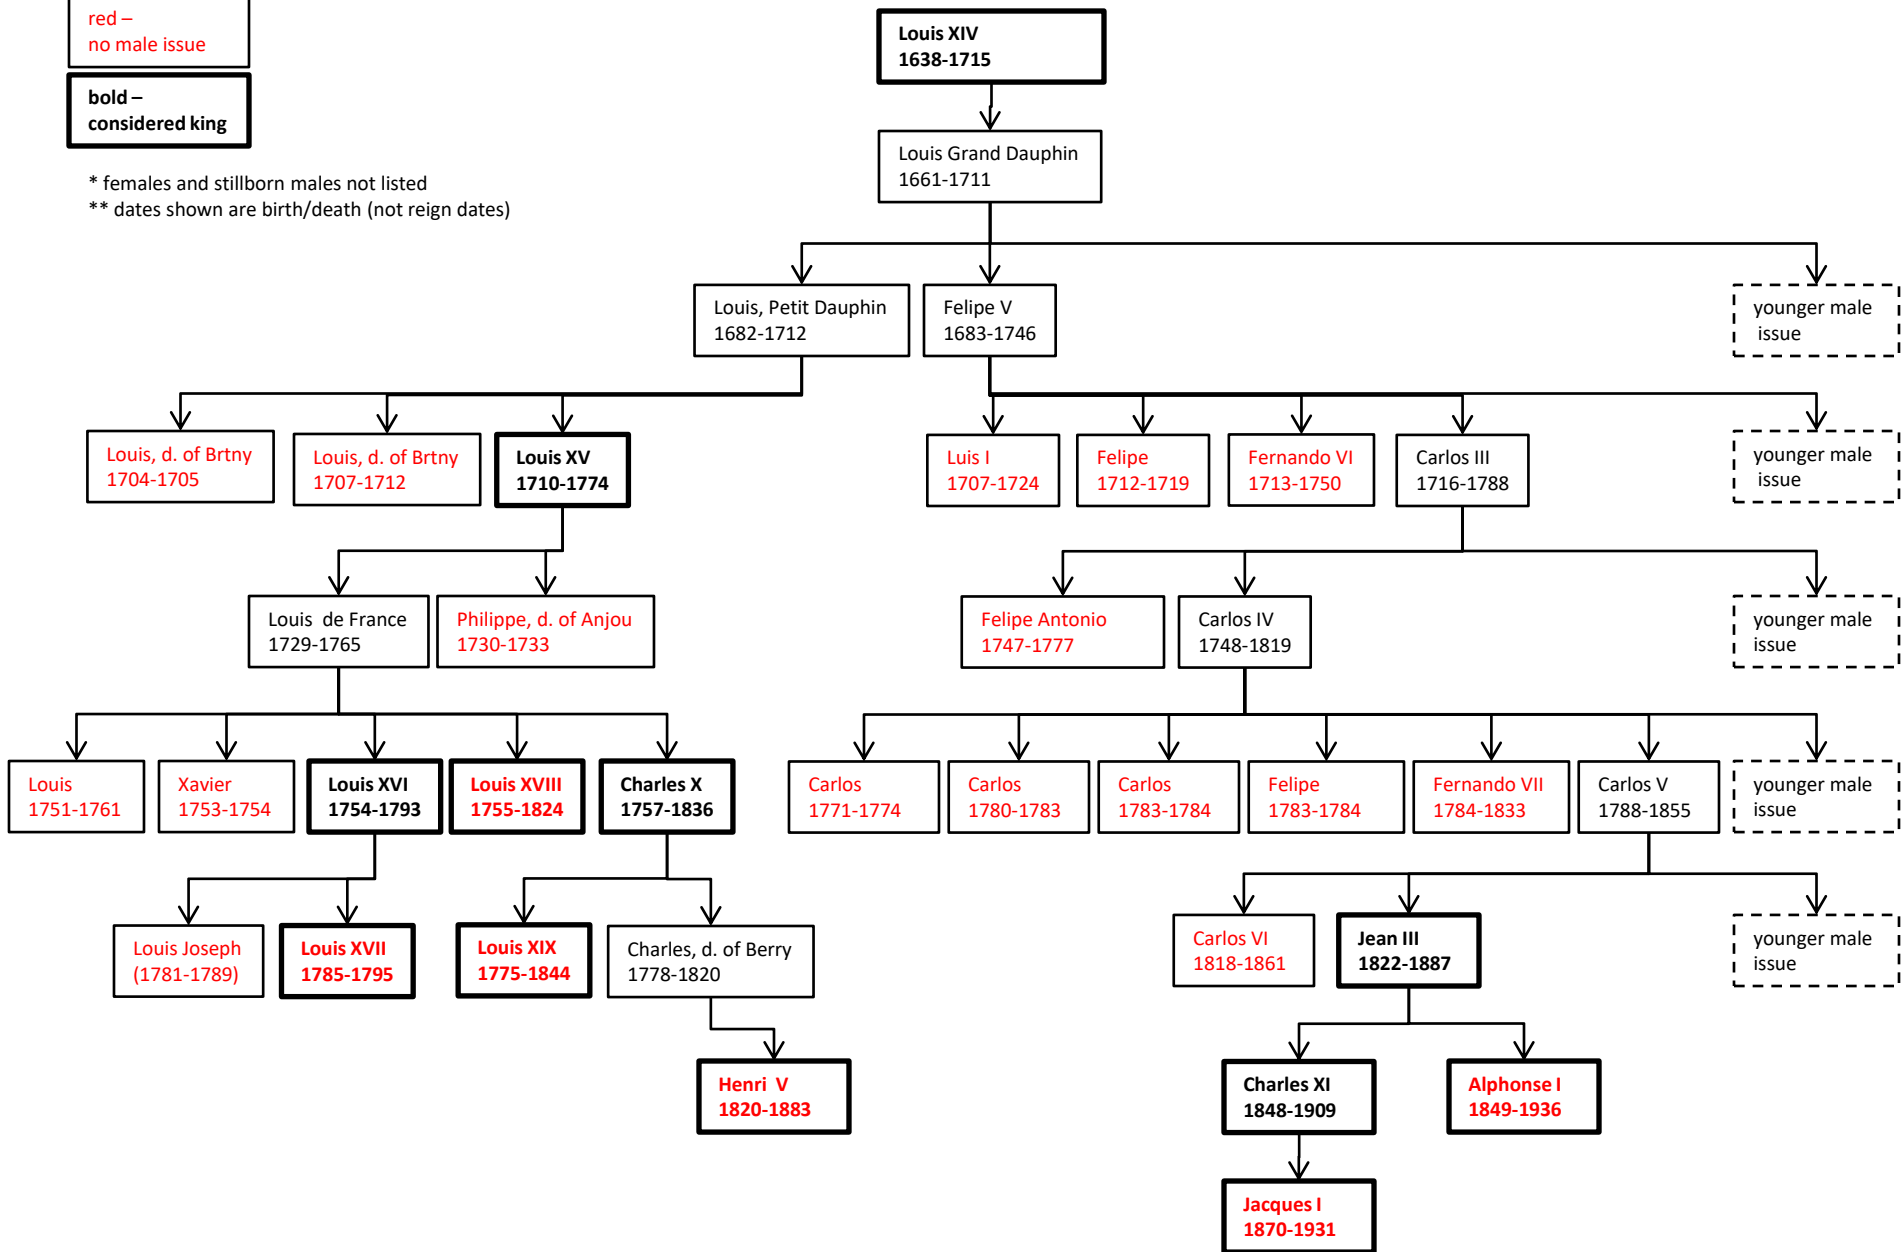 red –
no male issue
bold –
considered king
* females and stillborn males not listed
** dates shown are birth/death (not reign dates)
Louis XIV
1638-1715
Louis Grand Dauphin
1661-1711
Louis, Petit Dauphin
1682-1712
Felipe V
1683-1746
younger male
issue
Louis, d. of Brtny
1704-1705
Louis, d. of Brtny
1707-1712
Louis XV
1710-1774
Luis I
1707-1724
Felipe
1712-1719
Fernando VI
1713-1750
Carlos III
1716-1788
younger male
issue
Louis de France
1729-1765
Philippe, d. of Anjou
1730-1733
Felipe Antonio
1747-1777
Carlos IV
1748-1819
younger male
issue
Louis
1751-1761
Xavier
1753-1754
Louis XVI
1754-1793
Louis XVIII
1755-1824
Charles X
1757-1836
Carlos
1771-1774
Carlos
1780-1783
Carlos
1783-1784
Felipe
1783-1784
Fernando VII
1784-1833
Carlos V
1788-1855
younger male
issue
Louis Joseph
(1781-1789)
Louis XVII
1785-1795
Louis XIX
1775-1844
Charles, d. of Berry
1778-1820
Carlos VI
1818-1861
Jean III
1822-1887
younger male
issue
Henri V
1820-1883
Charles XI
1848-1909
Alphonse I
1849-1936
Jacques I
1870-1931